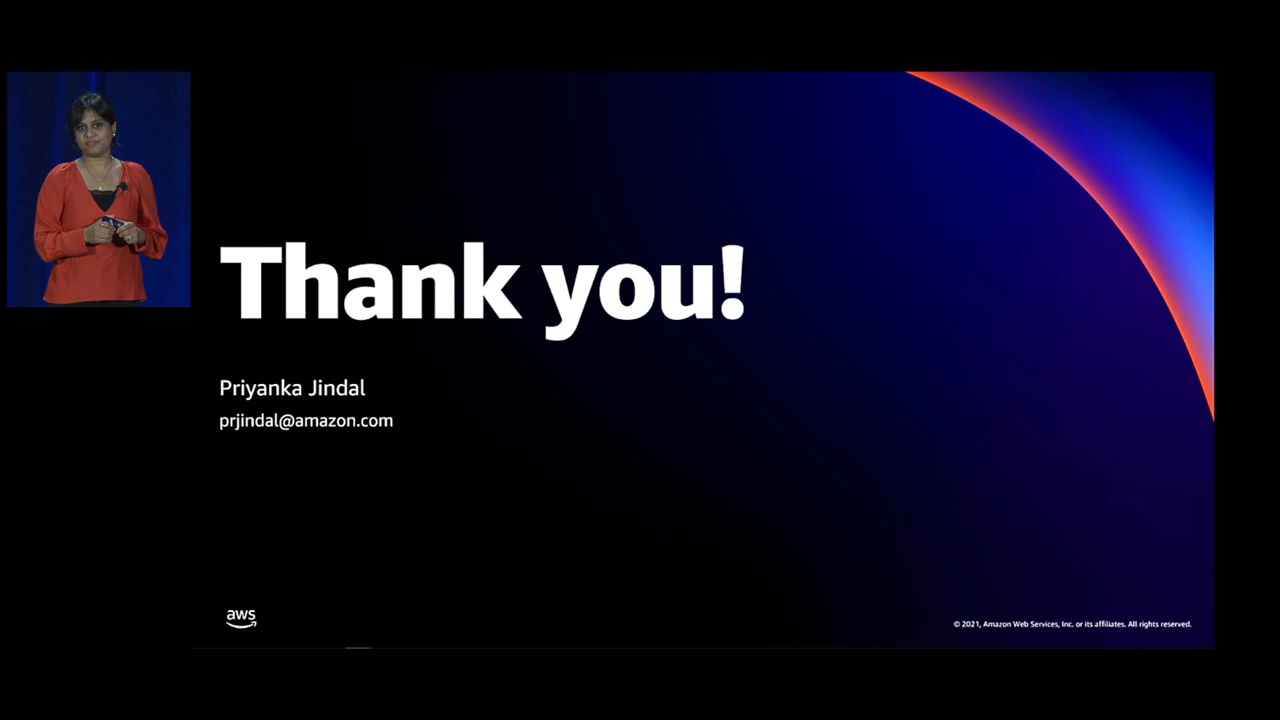 Thank you!
Priyanka Jindal
prjindal@amazon.com
aws
© 2021, Amazon Web Services, Inc. or its affiliates. All rights reserved.